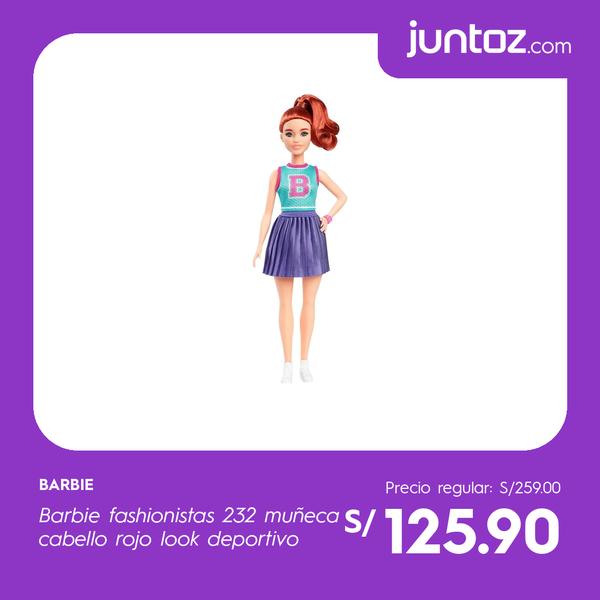 juntoz.com
B
BARBIE
Barbie fashionistas 232 muñeca
cabello rojo look deportivo
Precio regular: S/259.00
S/125.90